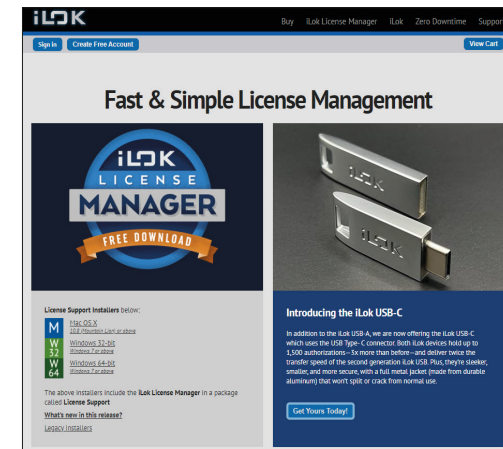 iLOK
Buy iLok License Manager iLok Zero Downtime Support
Sign in Create Free Account View Cart
Fast & Simple License Management
iLOK
LICENSE
MANAGER
FREE DOWNLOAD
iLOK
iLOK
License Support Installers below:
M Mac OS X
10.8 (Mountain Lion) or above
W 32 Windows 32-bit
Windows 7 or above
W 64 Windows 64-bit
Windows 7 or above
The above installers include the iLok License Manager in a package
called License Support
What's new in this release?
Legacy Installers
Introducing the iLok USB-C
In addition to the iLok USB-A, we are now offering the iLok USB-C
which uses the USB Type-C Connector. Both iLok devices hold up to
1,500 authorizations—3x more than before—and deliver twice the
transfer speed of the second generation iLok USB. Plus, they're sleeker,
smaller, and more secure, with a full metal jacket (made from durable
aluminum) that won't split or crack from normal use.
Get Yours Today!